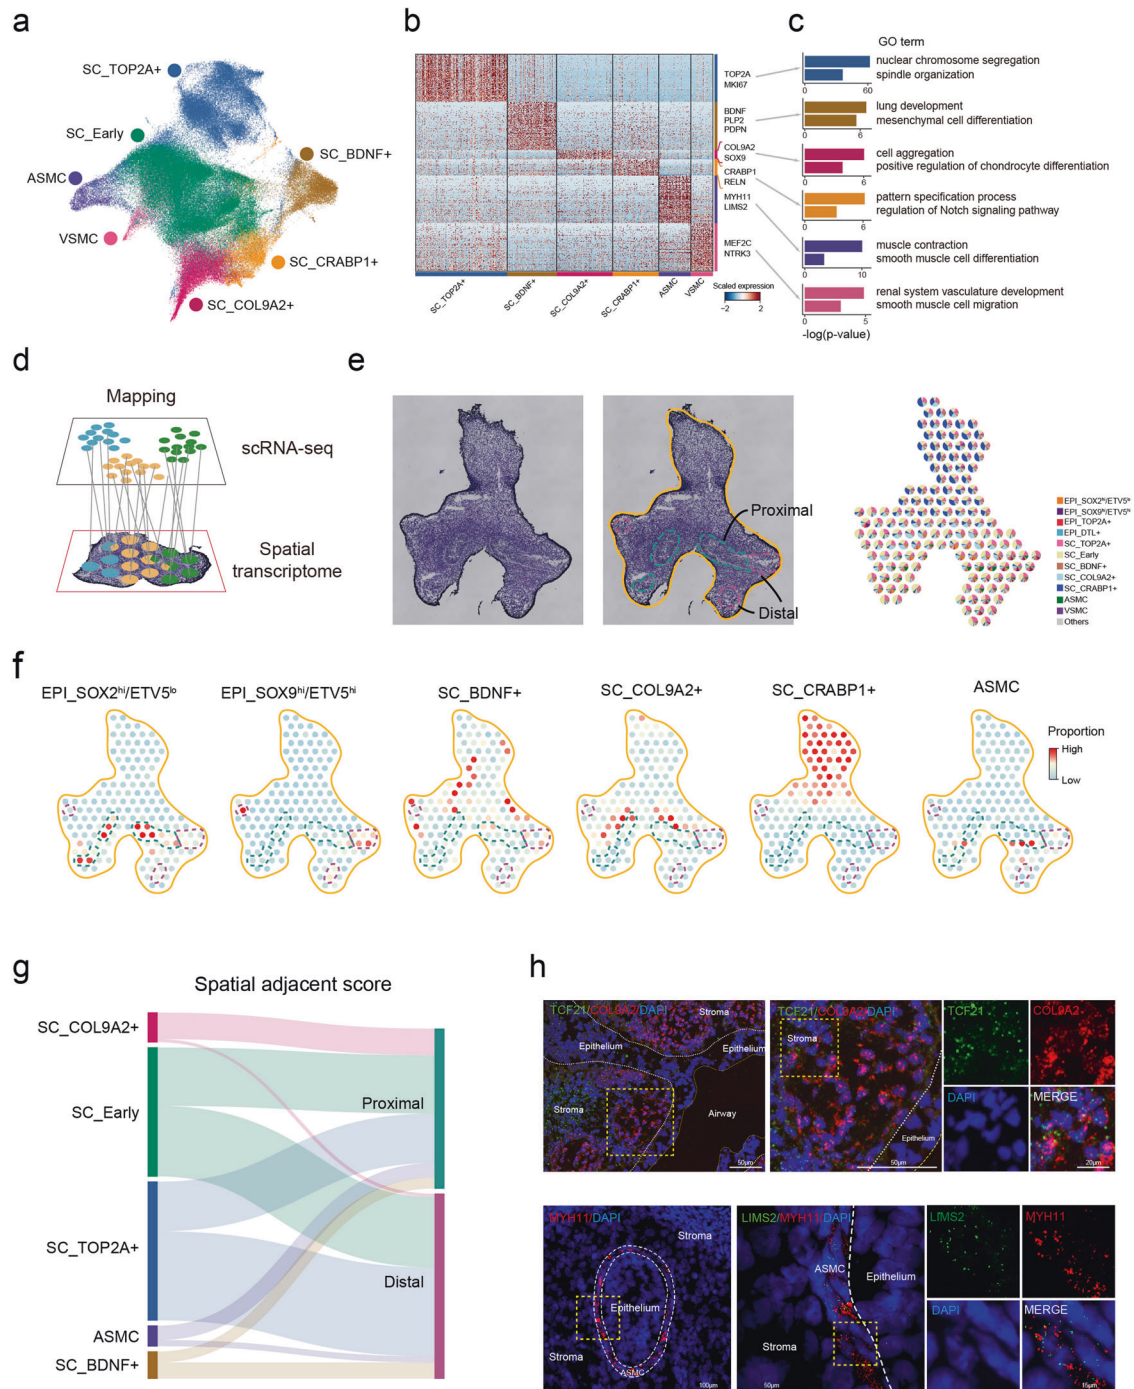 a
SC_TOP2A+
SC_Early
SC_BDNF+
ASMC
VSMC
SC_CRABP1+
SC_COL9A2+
b
TOP2A
MKI67
BDNF
PLP2
PDPN
COL9A2
SOX9
CRABP1
RELN
MYH11
LIMS2
MEF2C
NTRK3
SC_TOP2A+
SC_BDNF+
SC_COL9A2+
SC_CRABP1+
ASMC
VSMC
Scaled expression
-2 2
c
GO term
nuclear chromosome segregation
spindle organization
0 60
lung development
mesenchymal cell differentiation
0 6
cell aggregation
positive regulation of chondrocyte differentiation
0 6
pattern specification process
regulation of Notch signaling pathway
0 6
muscle contraction
smooth muscle cell differentiation
0 10
renal system vasculature development
smooth muscle cell migration
0 5
-log(p-value)
d
Mapping
scRNA-seq
Spatial
transcriptome
e
Proximal
Distal
EPI_SOX2hi/ETV5lo
EPI_SOX9hi/ETV5hi
EPI_TOP2A+
EPI_DTL+
SC_TOP2A+
SC_Early
SC_BDNF+
SC_COL9A2+
SC_CRABP1+
ASMC
VSMC
Others
f
EPI_SOX2hi/ETV5lo
EPI_SOX9hi/ETV5hi
SC_BDNF+
SC_COL9A2+
SC_CRABP1+
ASMC
Proportion
High
Low
g
Spatial adjacent score
SC_COL9A2+
SC_Early
SC_TOP2A+
ASMC
SC_BDNF+
Proximal
Distal
h
TCF21/COL9A2/DAPI
Stroma
Epithelium
Epithelium
Stroma
Airway
50μm
TCF21/COL9A2/DAPI
Stroma
Epithelium
50μm
TCF21
COL9A2
DAPI
MERGE
20μm
MYH11/DAPI
Stroma
Epithelium
Stroma
ASMC
100μm
LIMS2/MYH11/DAPI
ASMC
Epithelium
Stroma
50μm
LIMS2
MYH11
DAPI
MERGE
15μm